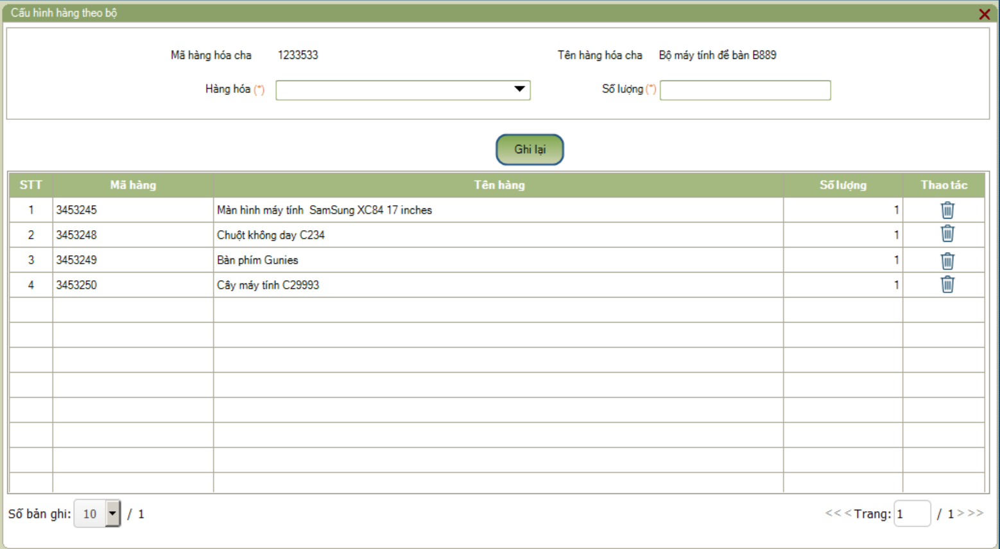 Cấu hình hàng theo bộ
Mã hàng hóa cha 1233533 Tên hàng hóa cha Bộ máy tính để bàn B889
Hàng hóa (*) Số lượng (*)
Ghi lại
STT Mã hàng Tên hàng Số lượng Thao tác
1 3453245 Màn hình máy tính SamSung XC84 17 inches 1
2 3453248 Chuột không day C234 1
3 3453249 Bàn phím Gunies 1
4 3453250 Cây máy tính C29993 1
Số bản ghi: 10 / 1 <<< Trang: 1 / 1 >>>